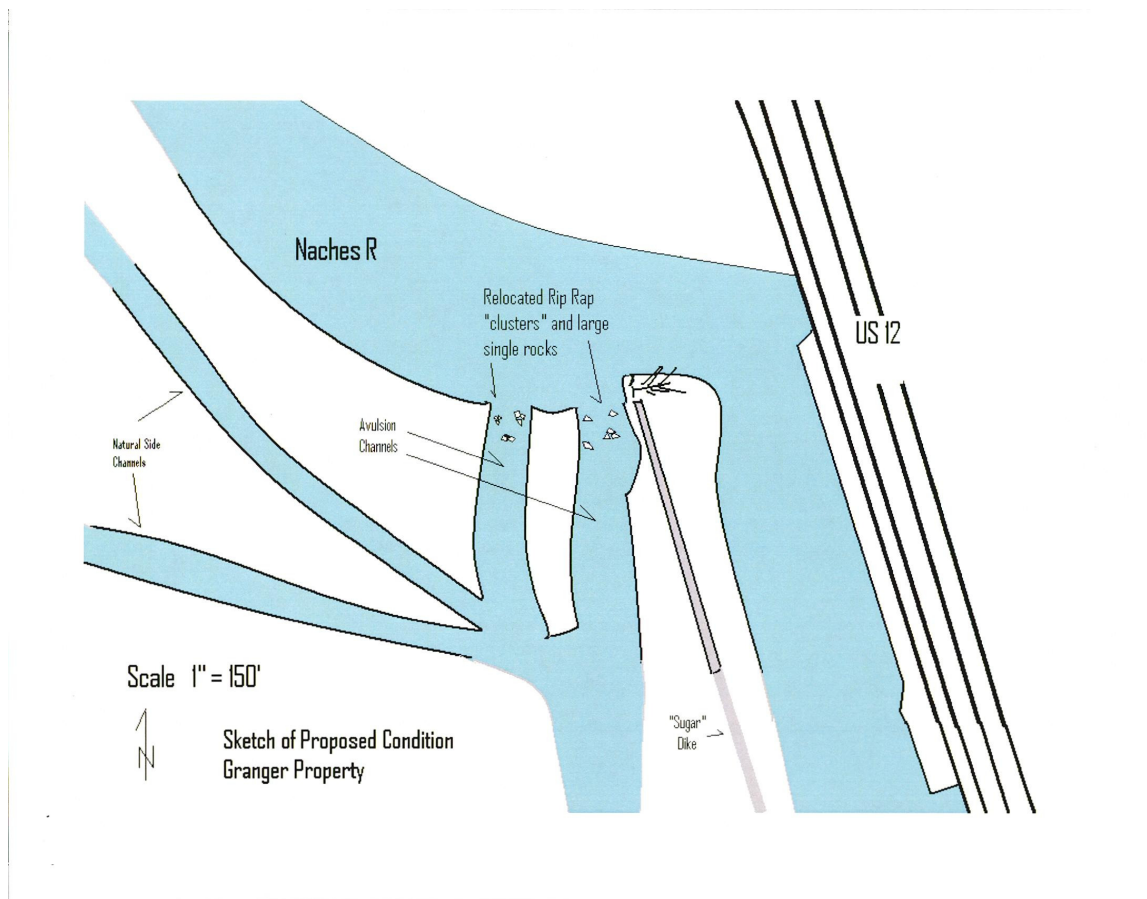 Naches R
Relocated Rip Rap
"clusters" and large
single rocks
US 12
Avulsion
Channels
Natural Side
Channels
Scale 1" = 150'
N
Sketch of Proposed Condition
Granger Property
"Sugar"
Dike